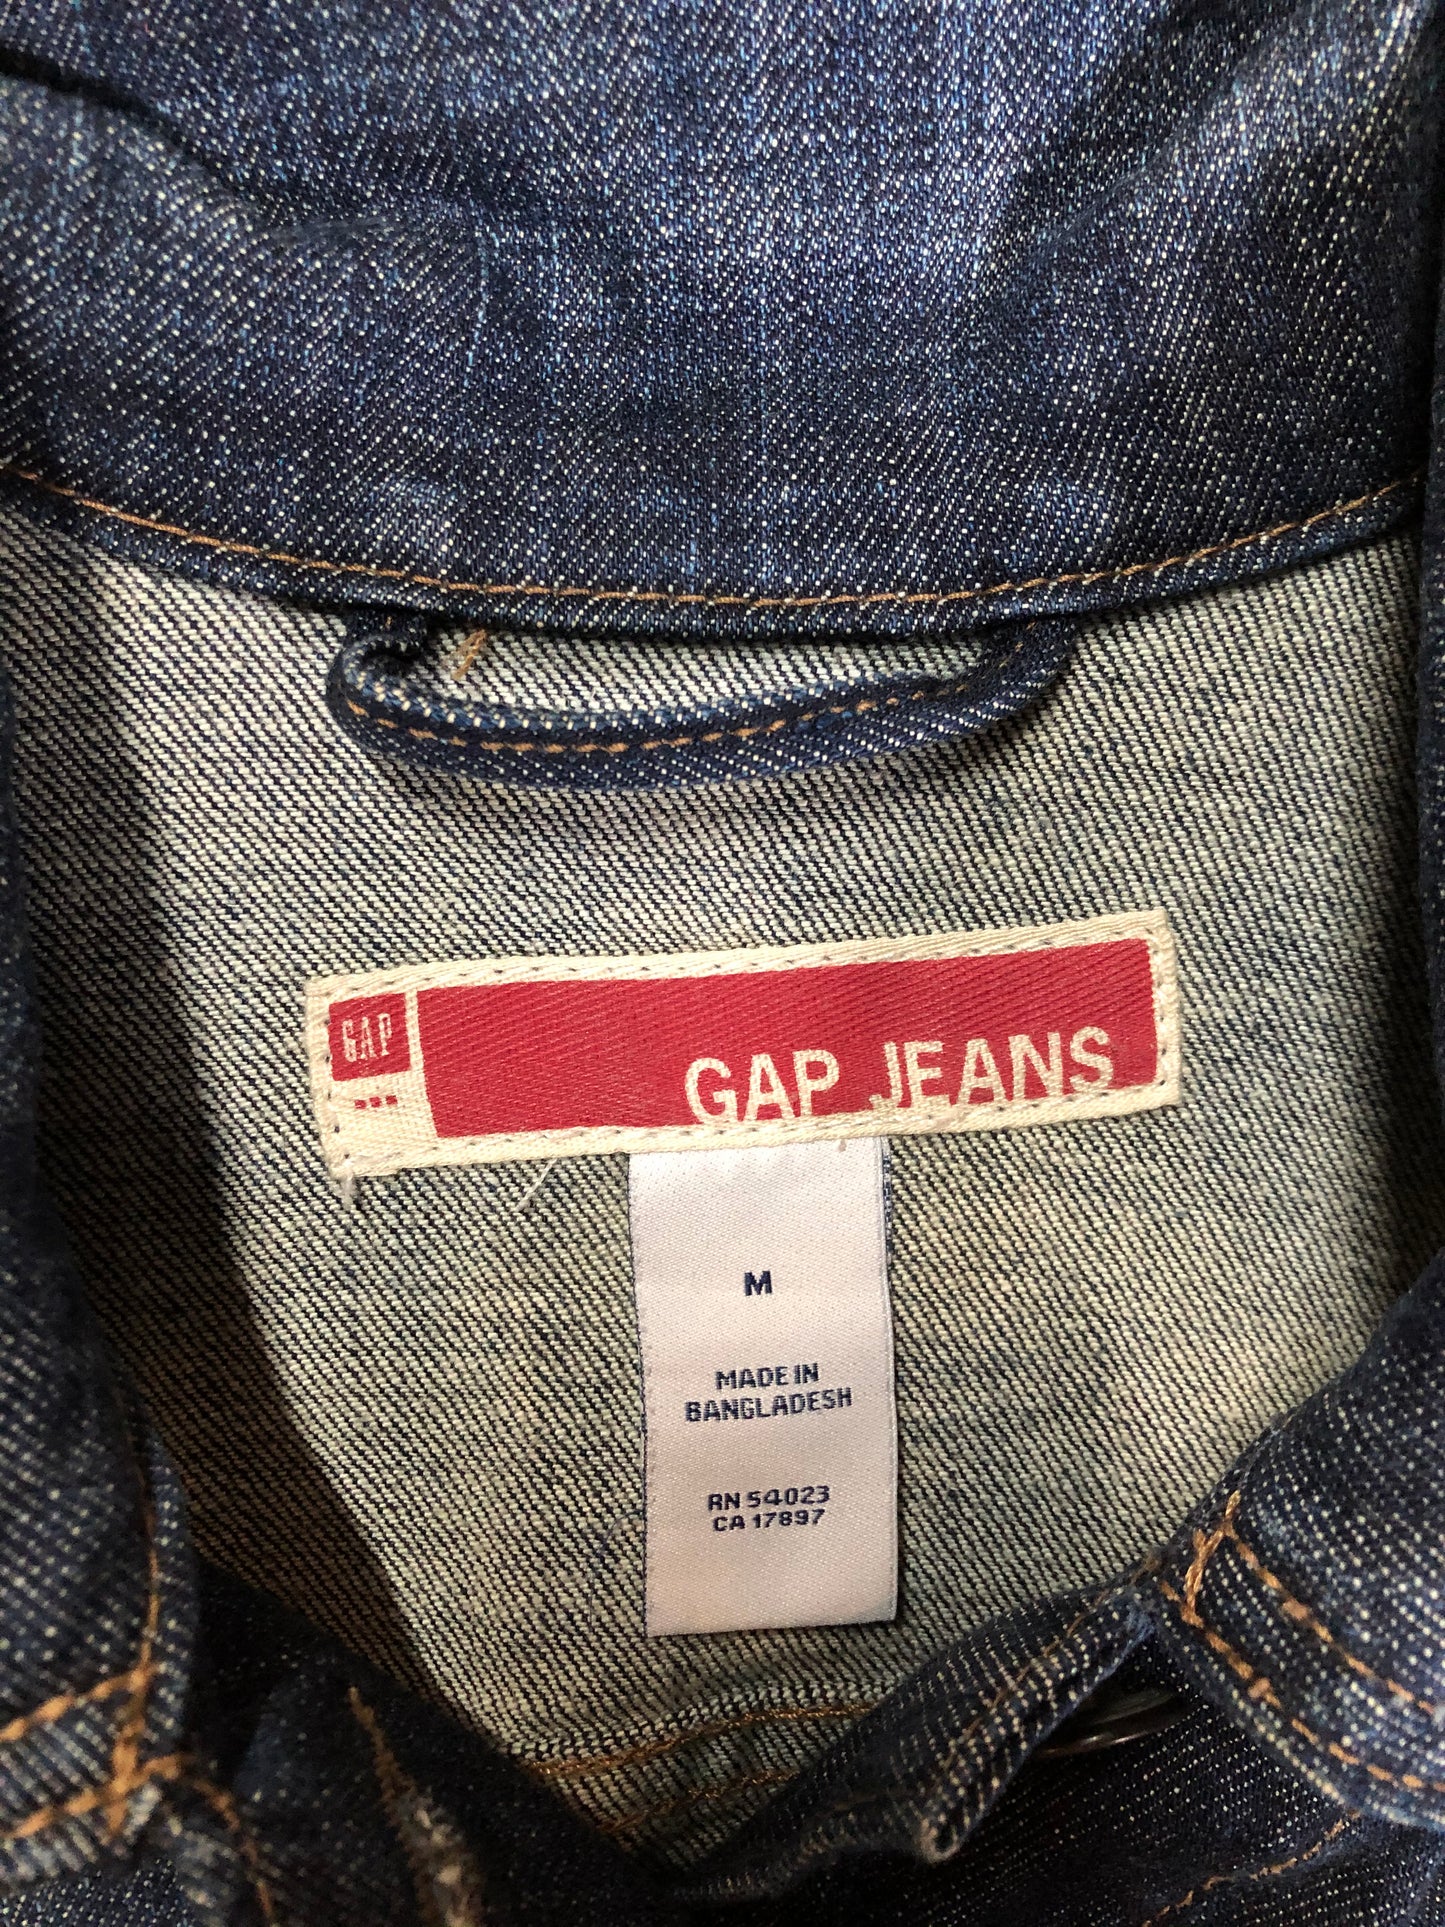 GAP
GAP JEANS
M
MADE IN
BANGLADESH
RN 54023
CA 17897